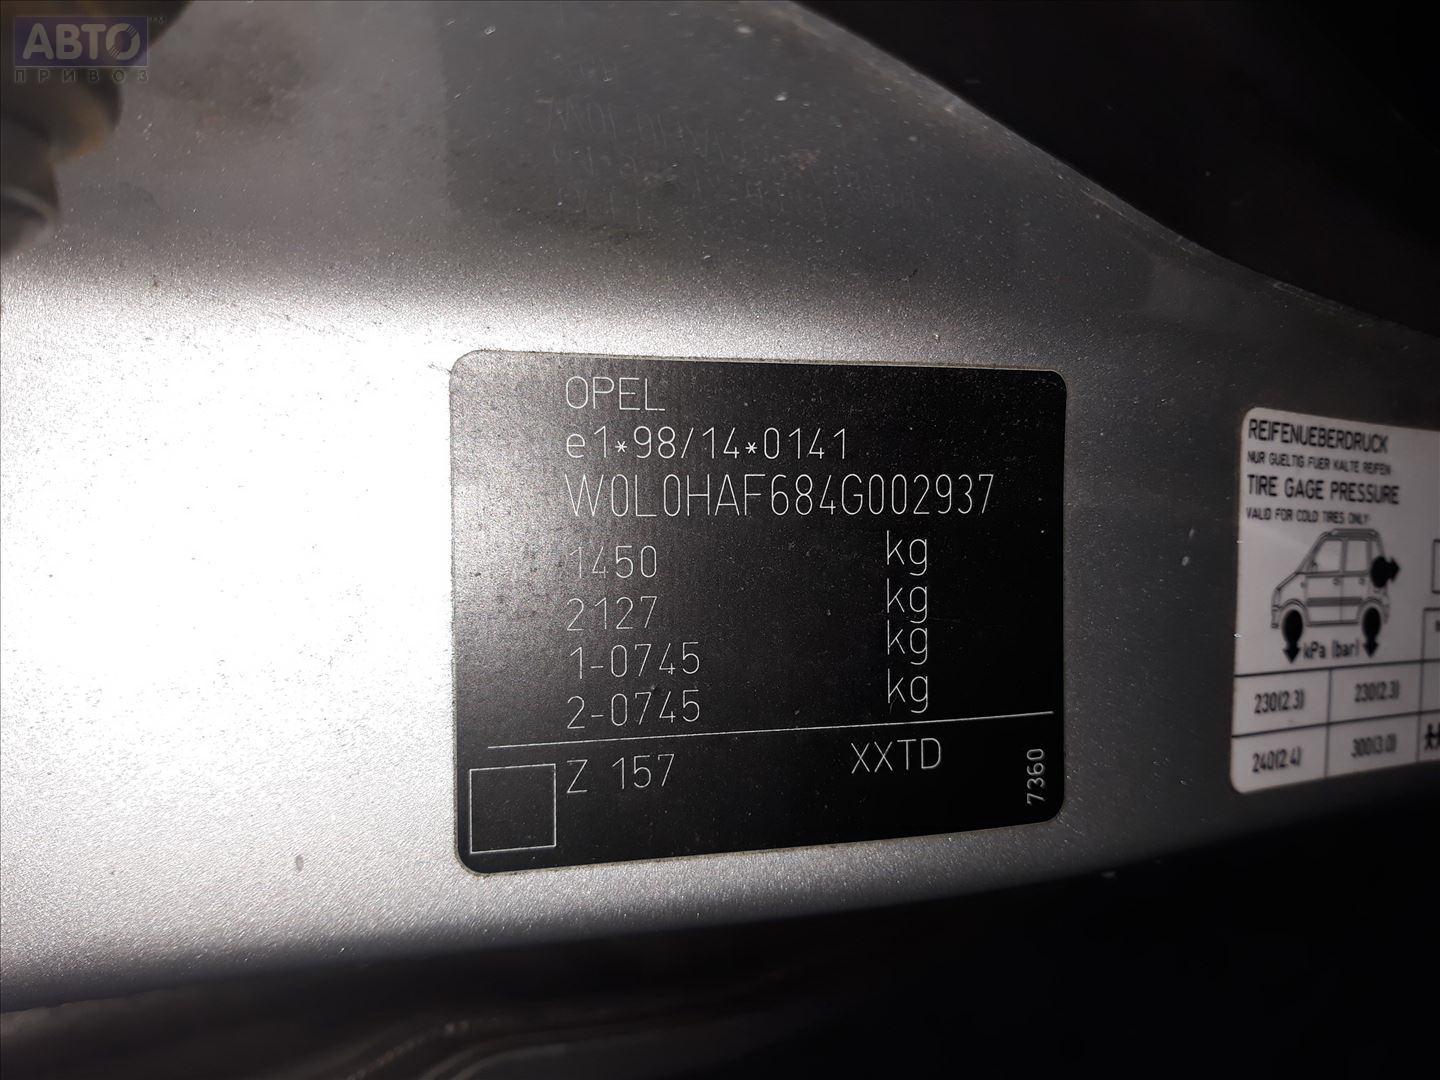 АВТО
ПРИВОЗ
OPEL
e1*98/14*0141
W0L0HAF684G002937
1450 kg
2127 kg
1-0745 kg
2-0745 kg
Z 157 XXTD
7360
REIFENUEBERDRUCK
NUR GUELTIG FUER KALTE REIFEN
TIRE GAGE PRESSURE
VALID FOR COLD TIRES ONLY
kPa (bar)
230(2.3) 230(2.3)
240(2.4) 300(3.0)